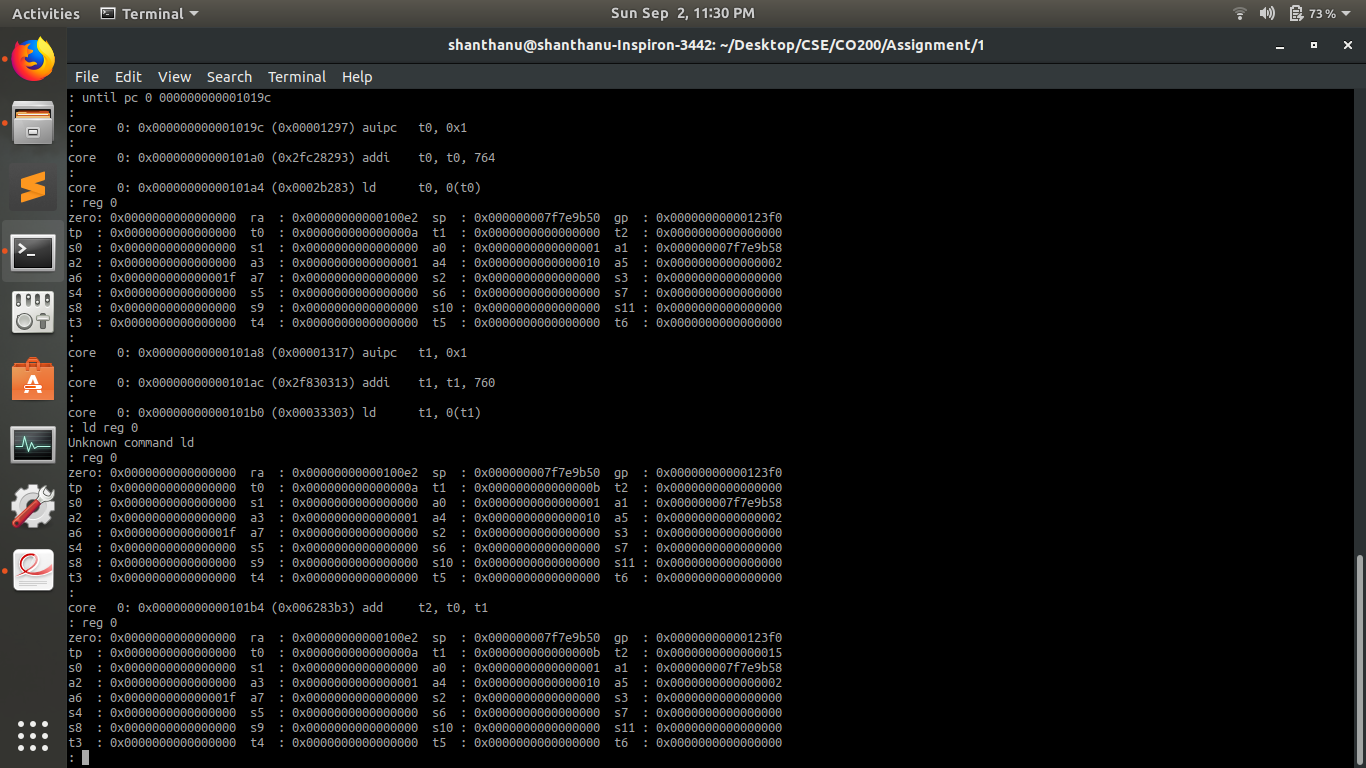 Activities Terminal Sun Sep 2, 11:30 PM 73%
shanthanu@shanthanu-Inspiron-3442: ~/Desktop/CSE/CO200/Assignment/1
File Edit View Search Terminal Help
: until pc 0 000000000001019c
:
core   0: 0x000000000001019c (0x00001297) auipc   t0, 0x1
:
core   0: 0x00000000000101a0 (0x2fc28293) addi    t0, t0, 764
:
core   0: 0x00000000000101a4 (0x0002b283) ld      t0, 0(t0)
: reg 0
zero: 0x0000000000000000  ra  : 0x00000000000100e2  sp  : 0x000000007f7e9b50  gp  : 0x00000000000123f0
tp  : 0x0000000000000000  t0  : 0x000000000000000a  t1  : 0x0000000000000000  t2  : 0x0000000000000000
s0  : 0x0000000000000000  s1  : 0x0000000000000000  a0  : 0x0000000000000001  a1  : 0x000000007f7e9b58
a2  : 0x0000000000000000  a3  : 0x0000000000000001  a4  : 0x0000000000000010  a5  : 0x0000000000000002
a6  : 0x000000000000001f  a7  : 0x0000000000000000  s2  : 0x0000000000000000  s3  : 0x0000000000000000
s4  : 0x0000000000000000  s5  : 0x0000000000000000  s6  : 0x0000000000000000  s7  : 0x0000000000000000
s8  : 0x0000000000000000  s9  : 0x0000000000000000  s10 : 0x0000000000000000  s11 : 0x0000000000000000
t3  : 0x0000000000000000  t4  : 0x0000000000000000  t5  : 0x0000000000000000  t6  : 0x0000000000000000
:
core   0: 0x00000000000101a8 (0x00001317) auipc   t1, 0x1
:
core   0: 0x00000000000101ac (0x2f830313) addi    t1, t1, 760
:
core   0: 0x00000000000101b0 (0x00033303) ld      t1, 0(t1)
: ld reg 0
Unknown command ld
: reg 0
zero: 0x0000000000000000  ra  : 0x00000000000100e2  sp  : 0x000000007f7e9b50  gp  : 0x00000000000123f0
tp  : 0x0000000000000000  t0  : 0x000000000000000a  t1  : 0x000000000000000b  t2  : 0x0000000000000000
s0  : 0x0000000000000000  s1  : 0x0000000000000000  a0  : 0x0000000000000001  a1  : 0x000000007f7e9b58
a2  : 0x0000000000000000  a3  : 0x0000000000000001  a4  : 0x0000000000000010  a5  : 0x0000000000000002
a6  : 0x000000000000001f  a7  : 0x0000000000000000  s2  : 0x0000000000000000  s3  : 0x0000000000000000
s4  : 0x0000000000000000  s5  : 0x0000000000000000  s6  : 0x0000000000000000  s7  : 0x0000000000000000
s8  : 0x0000000000000000  s9  : 0x0000000000000000  s10 : 0x0000000000000000  s11 : 0x0000000000000000
t3  : 0x0000000000000000  t4  : 0x0000000000000000  t5  : 0x0000000000000000  t6  : 0x0000000000000000
:
core   0: 0x00000000000101b4 (0x006283b3) add     t2, t0, t1
: reg 0
zero: 0x0000000000000000  ra  : 0x00000000000100e2  sp  : 0x000000007f7e9b50  gp  : 0x00000000000123f0
tp  : 0x0000000000000000  t0  : 0x000000000000000a  t1  : 0x000000000000000b  t2  : 0x0000000000000015
s0  : 0x0000000000000000  s1  : 0x0000000000000000  a0  : 0x0000000000000001  a1  : 0x000000007f7e9b58
a2  : 0x0000000000000000  a3  : 0x0000000000000001  a4  : 0x0000000000000010  a5  : 0x0000000000000002
a6  : 0x000000000000001f  a7  : 0x0000000000000000  s2  : 0x0000000000000000  s3  : 0x0000000000000000
s4  : 0x0000000000000000  s5  : 0x0000000000000000  s6  : 0x0000000000000000  s7  : 0x0000000000000000
s8  : 0x0000000000000000  s9  : 0x0000000000000000  s10 : 0x0000000000000000  s11 : 0x0000000000000000
t3  : 0x0000000000000000  t4  : 0x0000000000000000  t5  : 0x0000000000000000  t6  : 0x0000000000000000
: